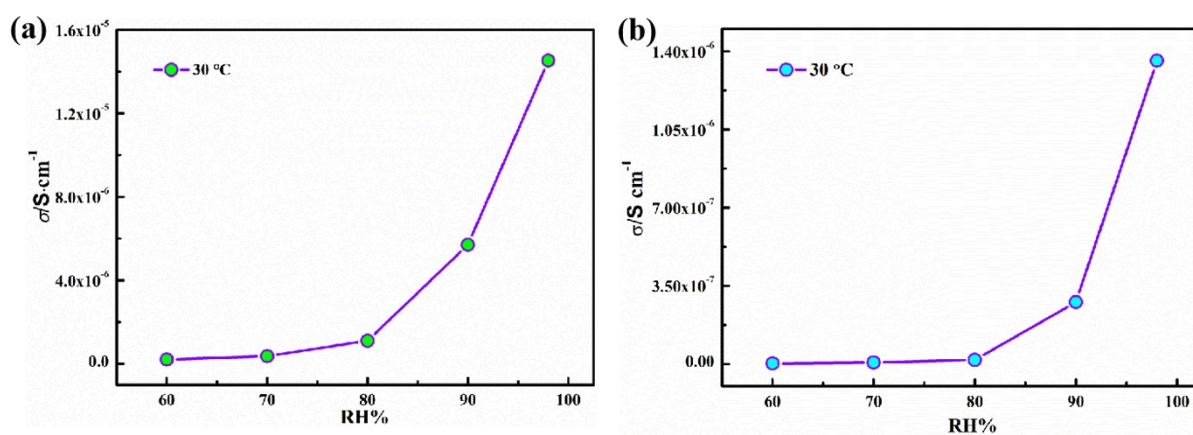 (a)
1.6x10⁻⁵
1.2x10⁻⁵
8.0x10⁻⁶
4.0x10⁻⁶
0.0
σ/S·cm⁻¹
30 °C
60 70 80 90 100
RH%
(b)
1.40x10⁻⁶
1.05x10⁻⁶
7.00x10⁻⁷
3.50x10⁻⁷
0.00
σ/S cm⁻¹
30 °C
60 70 80 90 100
RH%